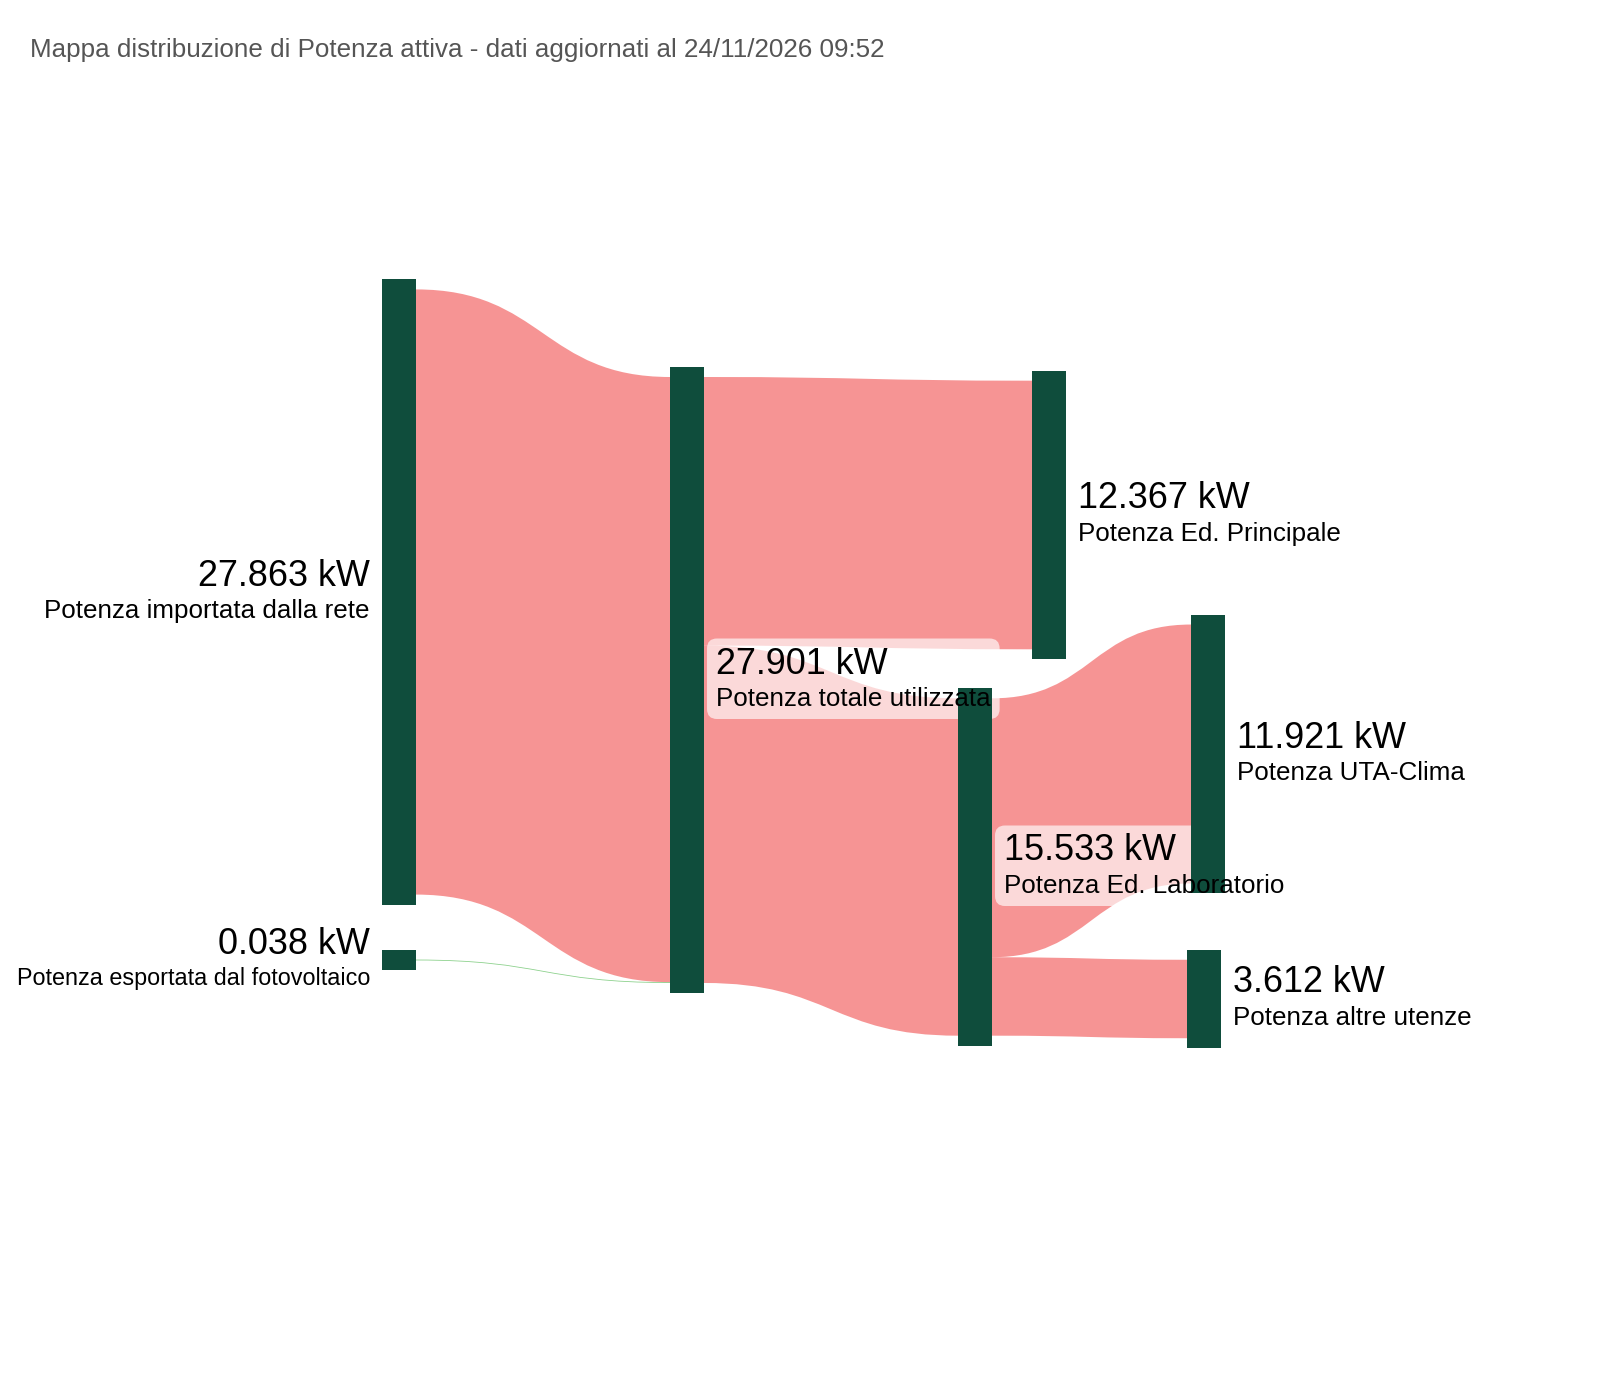 Mappa distribuzione di Potenza attiva - dati aggiornati al 24/11/2026 09:52
27.863 kW
Potenza importata dalla rete
0.038 kW
Potenza esportata dal fotovoltaico
27.901 kW
Potenza totale utilizzata
12.367 kW
Potenza Ed. Principale
15.533 kW
Potenza Ed. Laboratorio
11.921 kW
Potenza UTA-Clima
3.612 kW
Potenza altre utenze